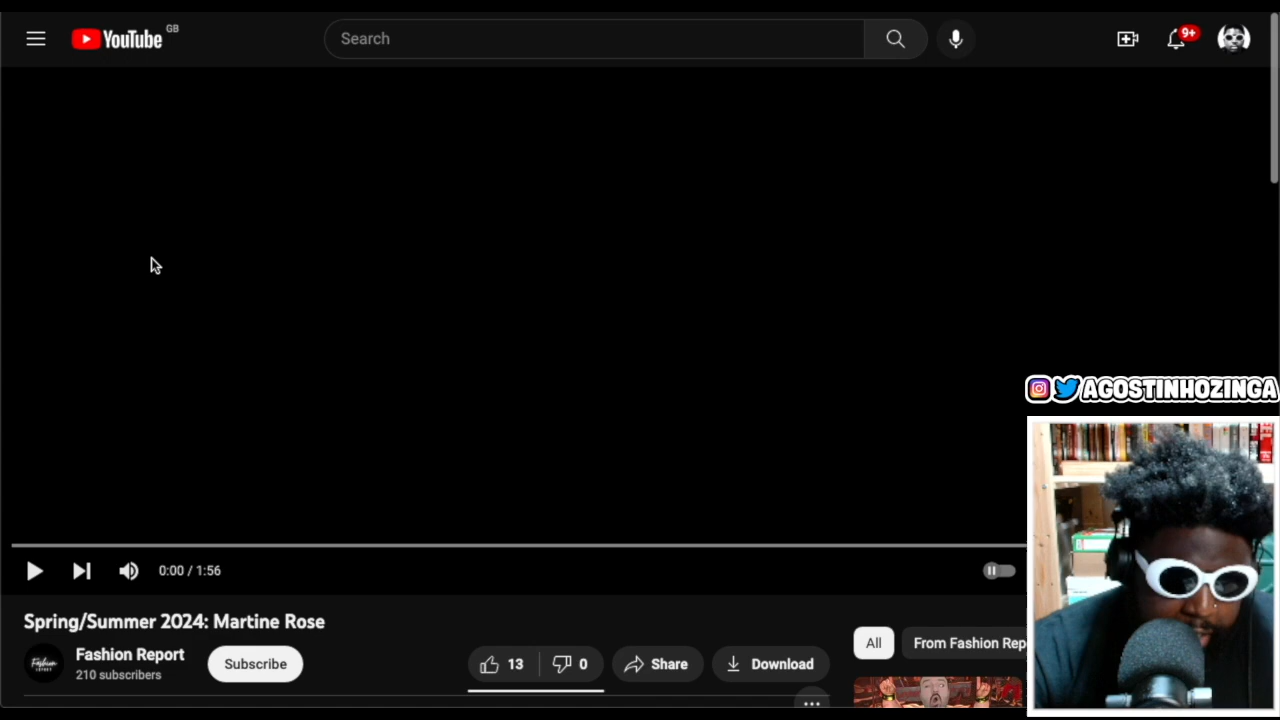 YouTube GB
Search
9+
AGOSTINHOZINGA
0:00 / 1:56
Spring/Summer 2024: Martine Rose
Fashion Report
210 subscribers
Subscribe
13
0
Share
Download
All
From Fashion Rep